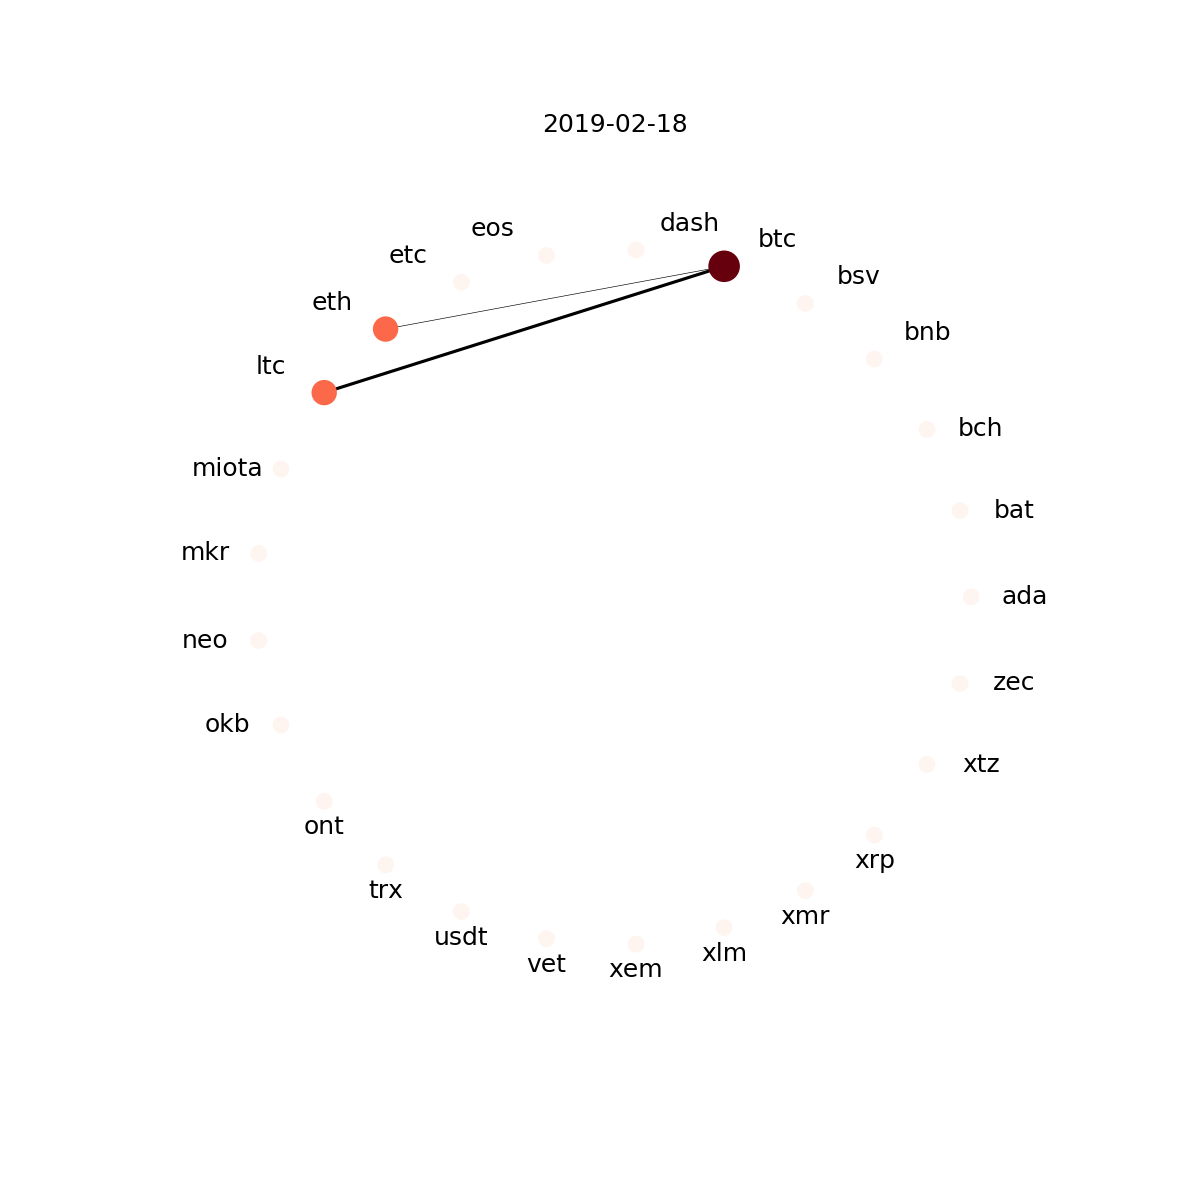 2019-02-18
dash
eos
btc
etc
bsv
eth
bnb
ltc
bch
miota
bat
mkr
ada
neo
zec
okb
xtz
ont
xrp
trx
xmr
usdt
xlm
vet
xem